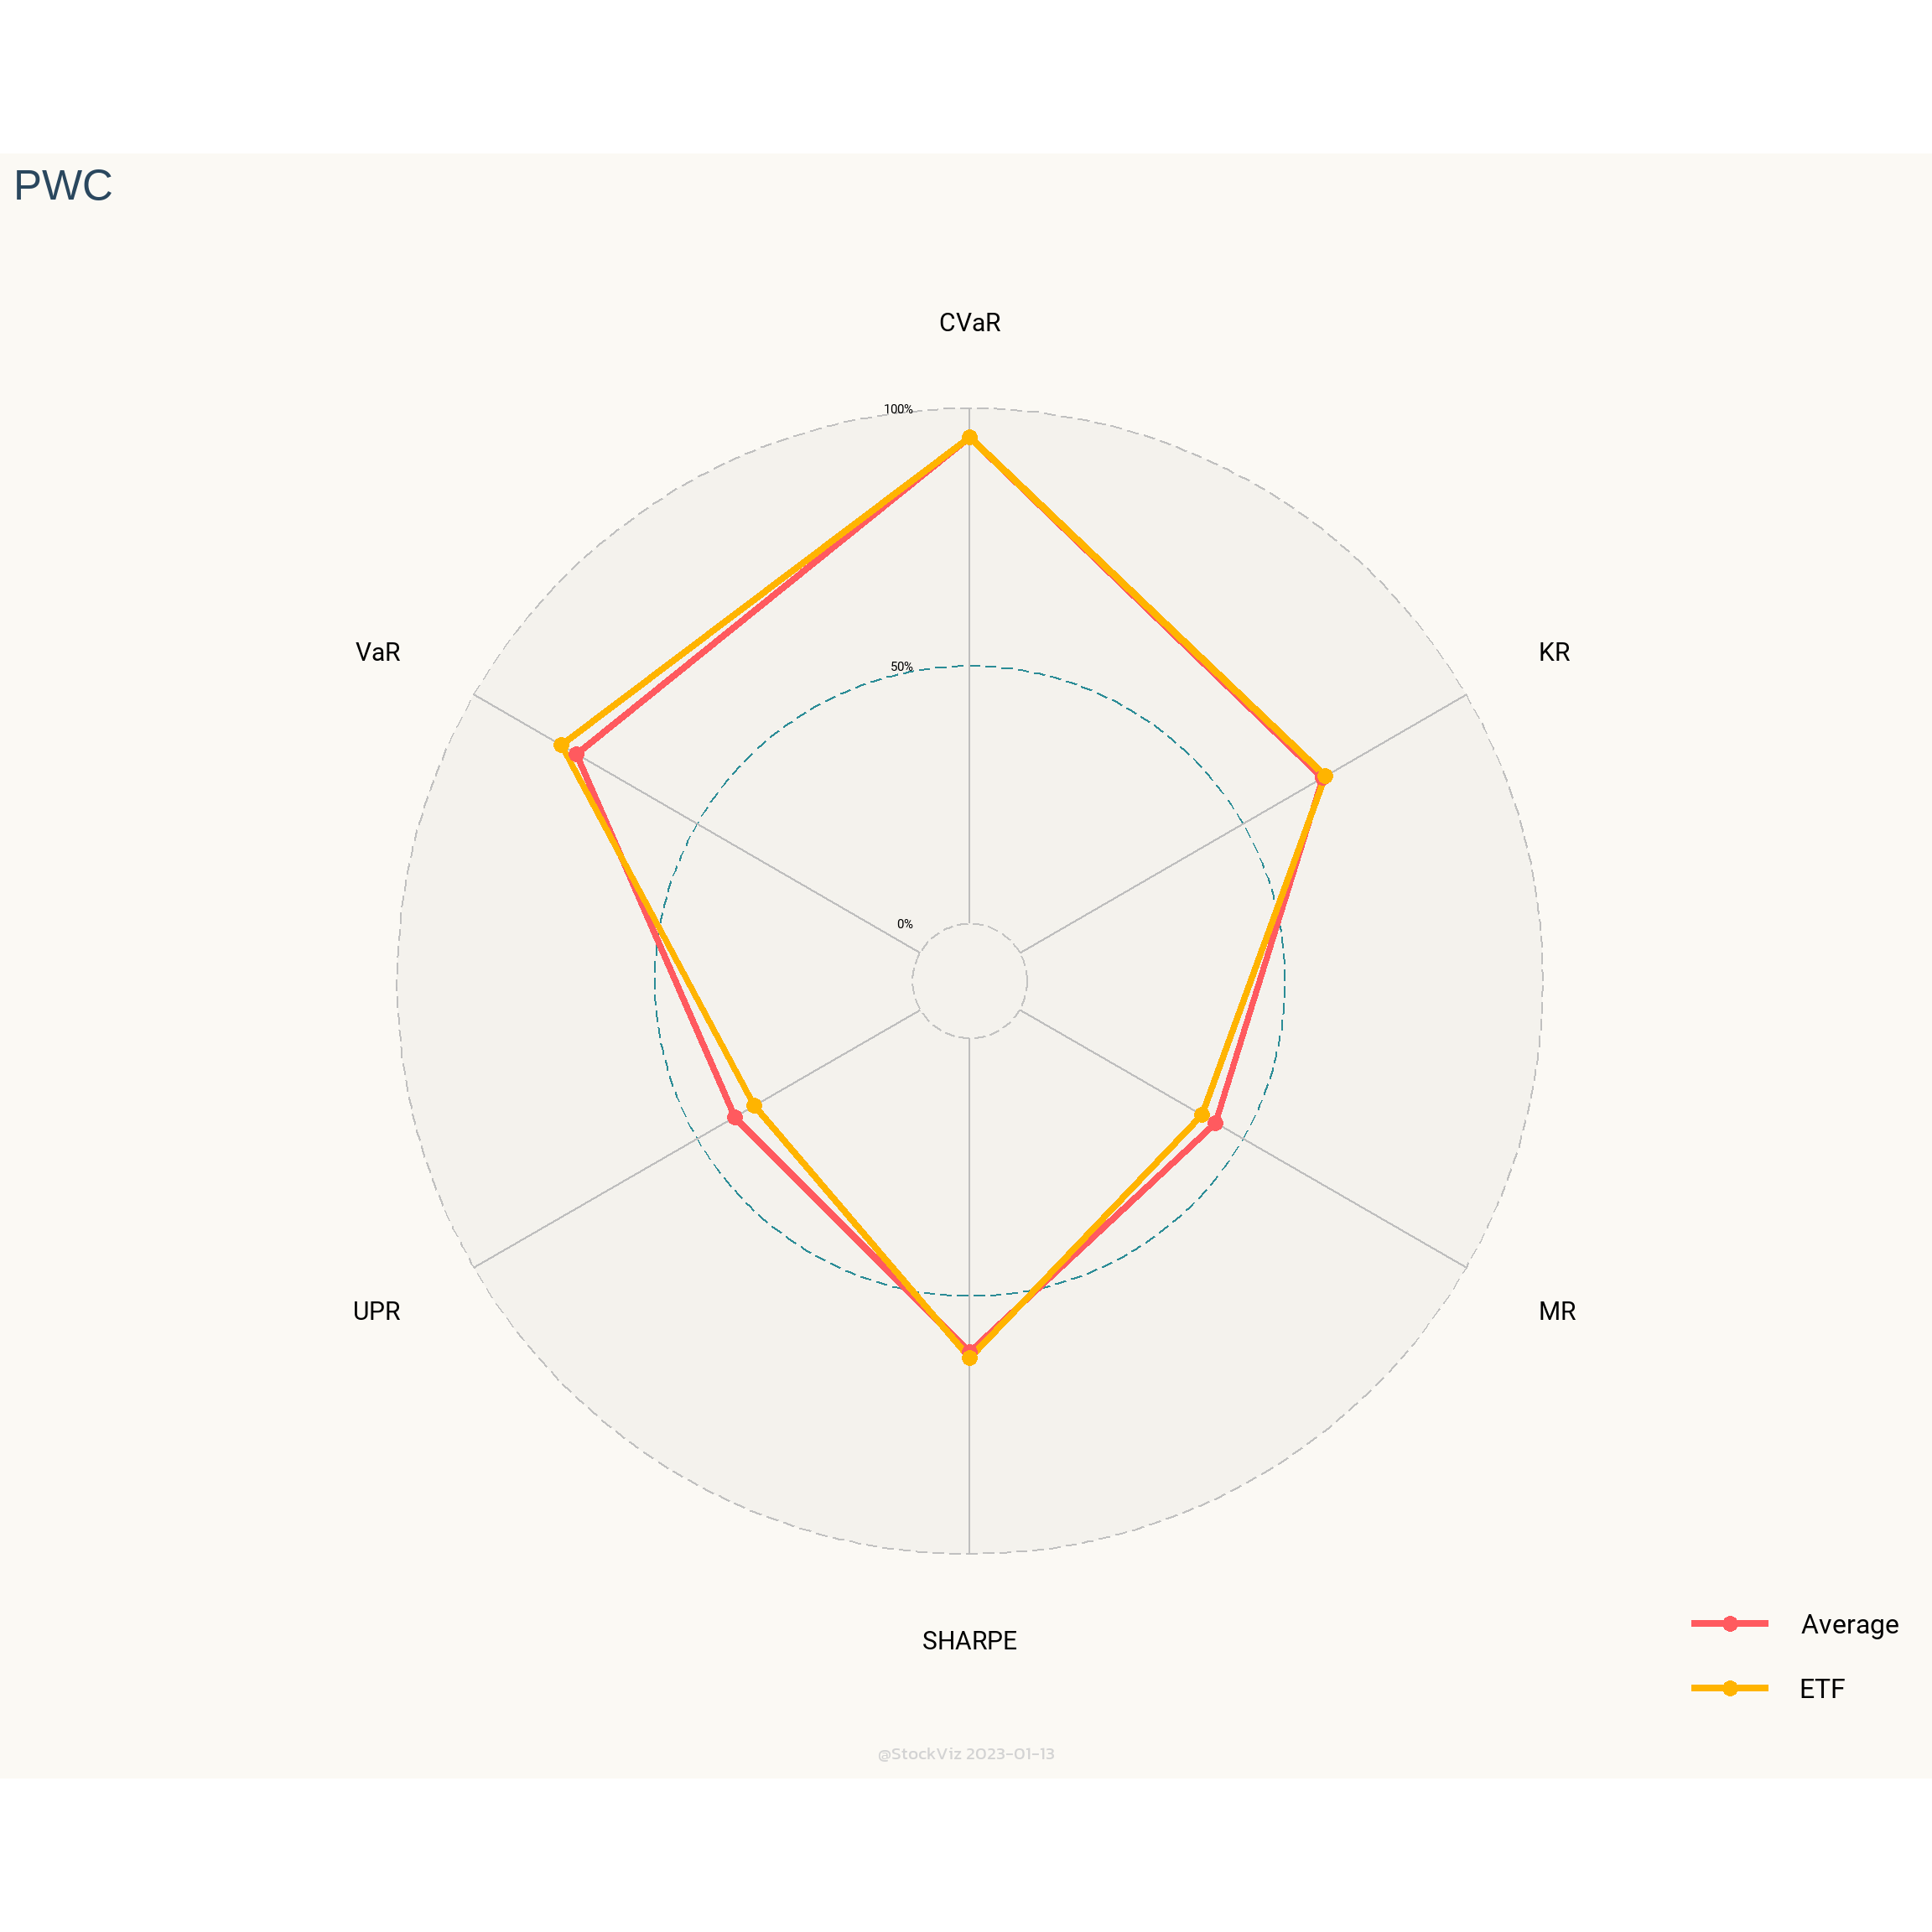 PWC
CVaR
100%
KR
VaR
50%
0%
UPR
MR
SHARPE
Average
ETF
@StockViz 2023-01-13